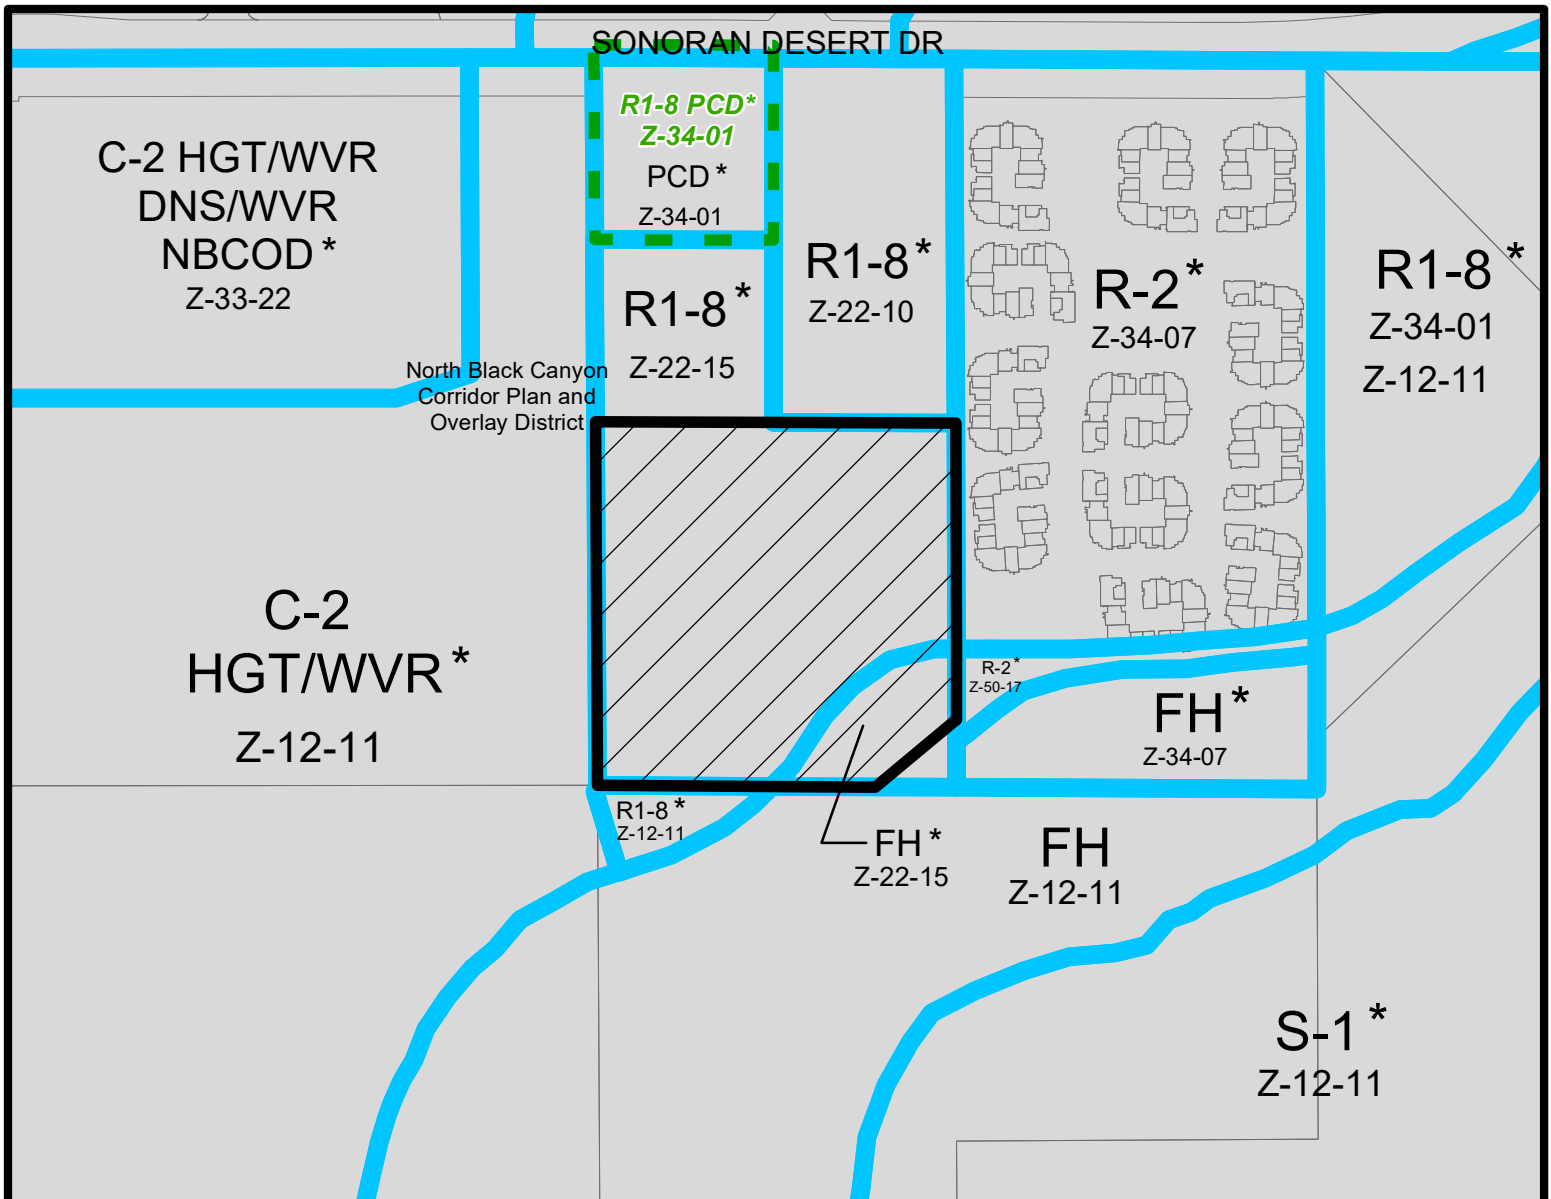 SONORAN DESERT DR
R1-8 PCD*
Z-34-01
PCD *
Z-34-01
C-2 HGT/WVR
DNS/WVR
NBCOD *
Z-33-22
R1-8 *
Z-22-15
R1-8 *
Z-22-10
R-2 *
Z-34-07
R1-8 *
Z-34-01
Z-12-11
North Black Canyon
Corridor Plan and
Overlay District
C-2
HGT/WVR *
Z-12-11
R-2 *
Z-50-17
FH *
Z-34-07
R1-8 *
Z-12-11
FH *
Z-22-15
FH
Z-12-11
S-1 *
Z-12-11